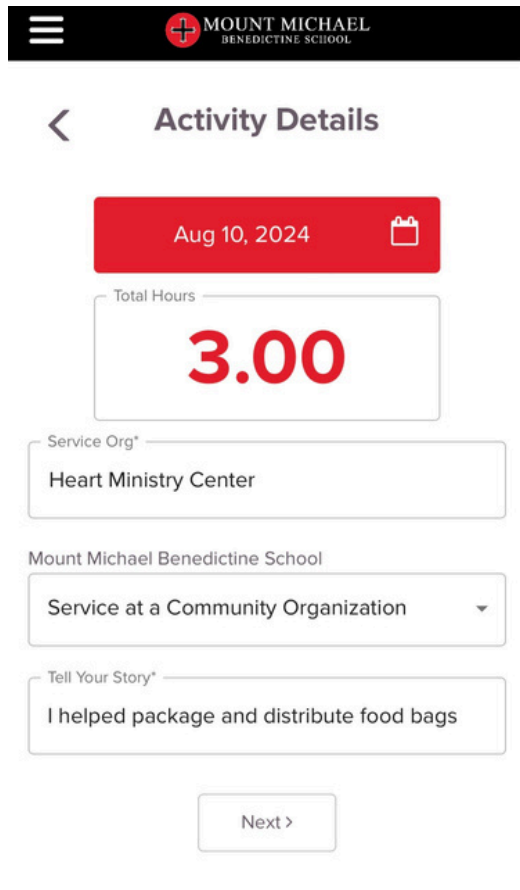 MOUNT MICHAEL
BENEDICTINE SCHOOL
Activity Details
Aug 10, 2024
Total Hours
3.00
Service Org*
Heart Ministry Center
Mount Michael Benedictine School
Service at a Community Organization
Tell Your Story*
I helped package and distribute food bags
Next >